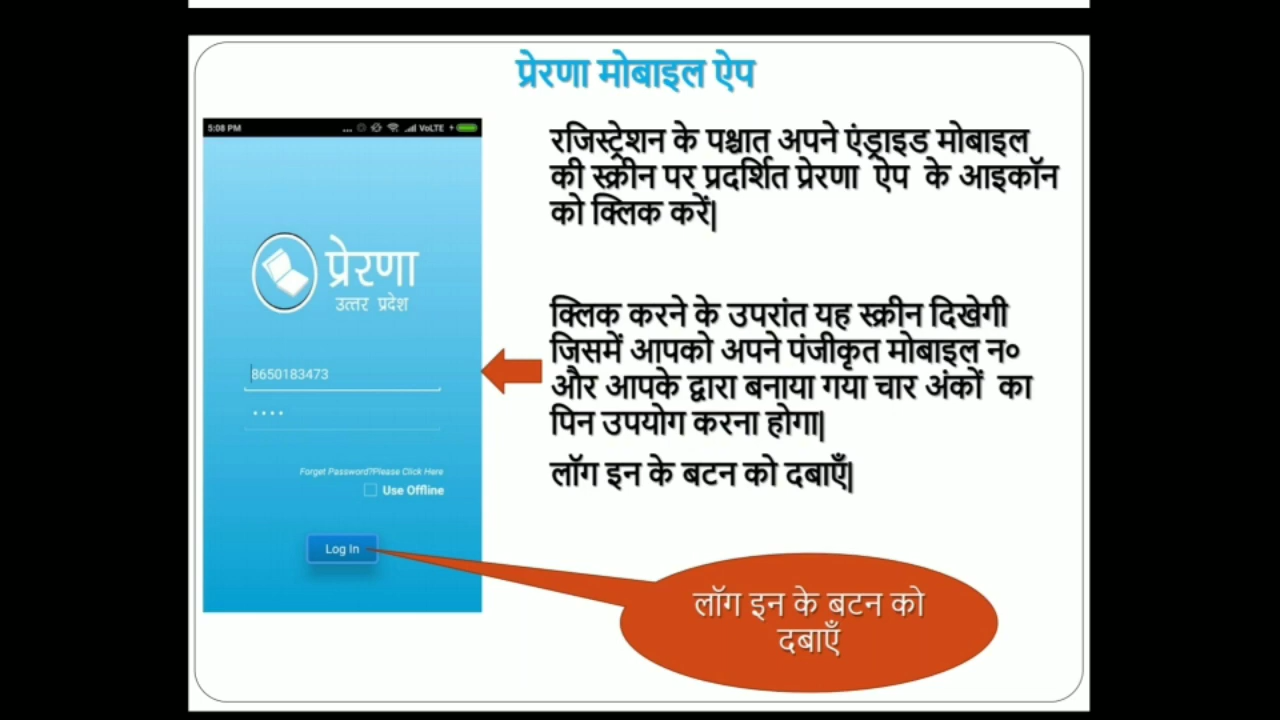 प्रेरणा मोबाइल ऐप
5:08 PM
... VoLTE
प्रेरणा
उत्तर प्रदेश
8650183473
....
Forget Password?Please Click Here
Use Offline
Log In
रजिस्ट्रेशन के पश्चात अपने एंड्राइड मोबाइल
की स्क्रीन पर प्रदर्शित प्रेरणा ऐप के आइकॉन
को क्लिक करें|
क्लिक करने के उपरांत यह स्क्रीन दिखेगी
जिसमें आपको अपने पंजीकृत मोबाइल न०
और आपके द्वारा बनाया गया चार अंकों का
पिन उपयोग करना होगा|
लॉग इन के बटन को दबाएँ|
लॉग इन के बटन को
दबाएँ